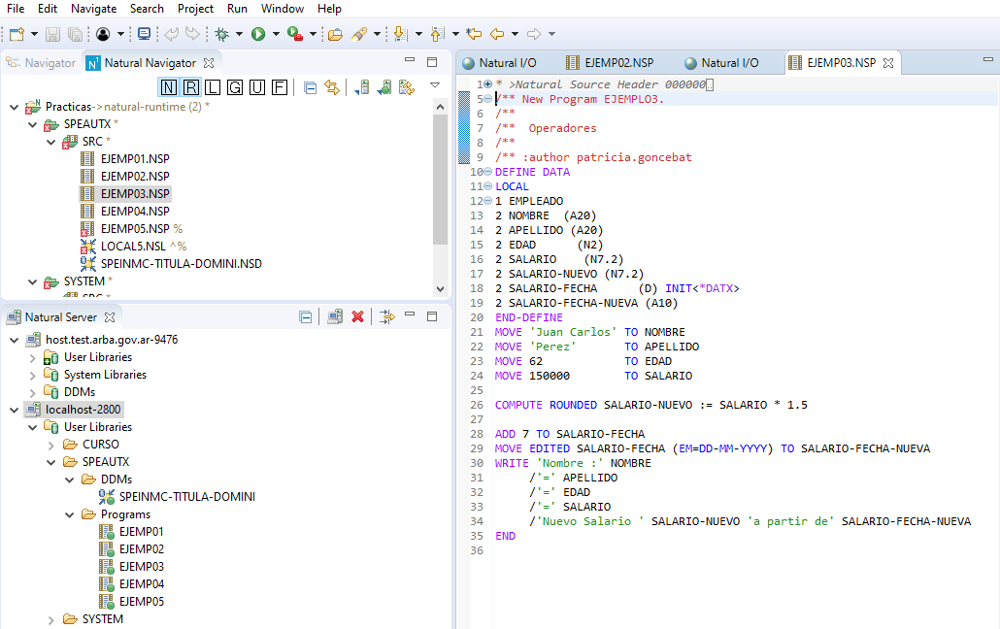 File Edit Navigate Search Project Run Window Help
Navigator Natural Navigator
N R L G U F
Practicas->natural-runtime (2) *
SPEAUTX *
SRC *
EJEMP01.NSP
EJEMP02.NSP
EJEMP03.NSP
EJEMP04.NSP
EJEMP05.NSP %
LOCAL5.NSL ^%
SPEINMC-TITULA-DOMINI.NSD
SYSTEM *
SRC *
Natural Server
host.test.arba.gov.ar-9476
User Libraries
System Libraries
DDMs
localhost-2800
User Libraries
CURSO
SPEAUTX
DDMs
SPEINMC-TITULA-DOMINI
Programs
EJEMP01
EJEMP02
EJEMP03
EJEMP04
EJEMP05
SYSTEM
Natural I/O EJEMP02.NSP Natural I/O EJEMP03.NSP
1 * >Natural Source Header 000000
5 /** New Program EJEMPLO3.
6 /**
7 /**  Operadores
8 /**
9 /** :author patricia.goncebat
10 DEFINE DATA
11 LOCAL
12 1 EMPLEADO
13 2 NOMBRE  (A20)
14 2 APELLIDO (A20)
15 2 EDAD      (N2)
16 2 SALARIO    (N7.2)
17 2 SALARIO-NUEVO (N7.2)
18 2 SALARIO-FECHA      (D) INIT<*DATX>
19 2 SALARIO-FECHA-NUEVA (A10)
20 END-DEFINE
21 MOVE 'Juan Carlos' TO NOMBRE
22 MOVE 'Perez'       TO APELLIDO
23 MOVE 62            TO EDAD
24 MOVE 150000        TO SALARIO
25
26 COMPUTE ROUNDED SALARIO-NUEVO := SALARIO * 1.5
27
28 ADD 7 TO SALARIO-FECHA
29 MOVE EDITED SALARIO-FECHA (EM=DD-MM-YYYY) TO SALARIO-FECHA-NUEVA
30 WRITE 'Nombre :' NOMBRE
31      /'=' APELLIDO
32      /'=' EDAD
33      /'=' SALARIO
34      /'Nuevo Salario ' SALARIO-NUEVO 'a partir de' SALARIO-FECHA-NUEVA
35 END
36